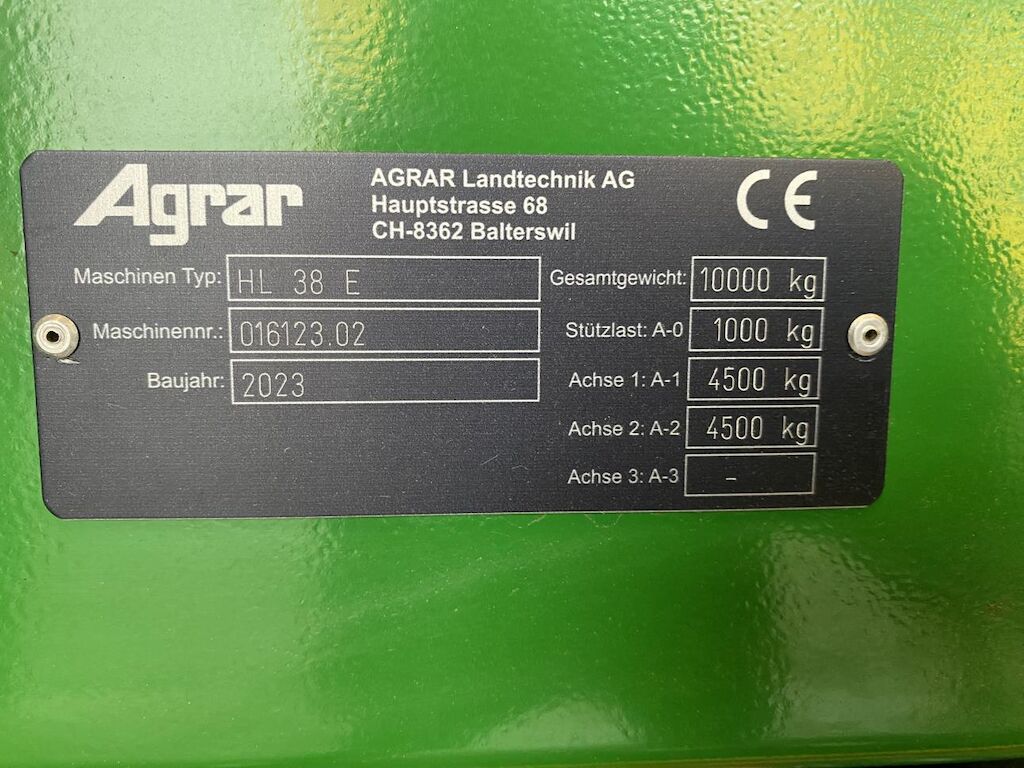 Agrar
AGRAR Landtechnik AG
Hauptstrasse 68
CH-8362 Balterswil
CE
Maschinen Typ: HL 38 E
Maschinennr.: 016123.02
Baujahr: 2023
Gesamtgewicht: 10000 kg
Stützlast: A-0 1000 kg
Achse 1: A-1 4500 kg
Achse 2: A-2 4500 kg
Achse 3: A-3 –